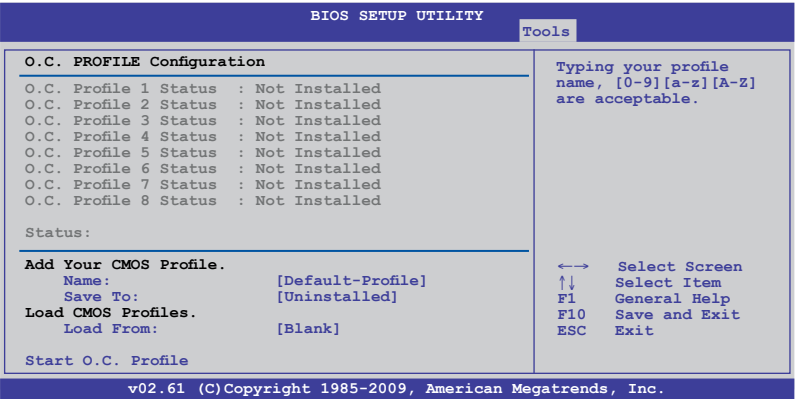 BIOS SETUP UTILITY
Tools
O.C. PROFILE Configuration
O.C. Profile 1 Status : Not Installed
O.C. Profile 2 Status : Not Installed
O.C. Profile 3 Status : Not Installed
O.C. Profile 4 Status : Not Installed
O.C. Profile 5 Status : Not Installed
O.C. Profile 6 Status : Not Installed
O.C. Profile 7 Status : Not Installed
O.C. Profile 8 Status : Not Installed
Status:
Add Your CMOS Profile.
Name: [Default-Profile]
Save To: [Uninstalled]
Load CMOS Profiles.
Load From: [Blank]
Start O.C. Profile
Typing your profile
name, [0-9][a-z][A-Z]
are acceptable.
←→ Select Screen
↑↓ Select Item
F1 General Help
F10 Save and Exit
ESC Exit
v02.61 (C)Copyright 1985-2009, American Megatrends, Inc.